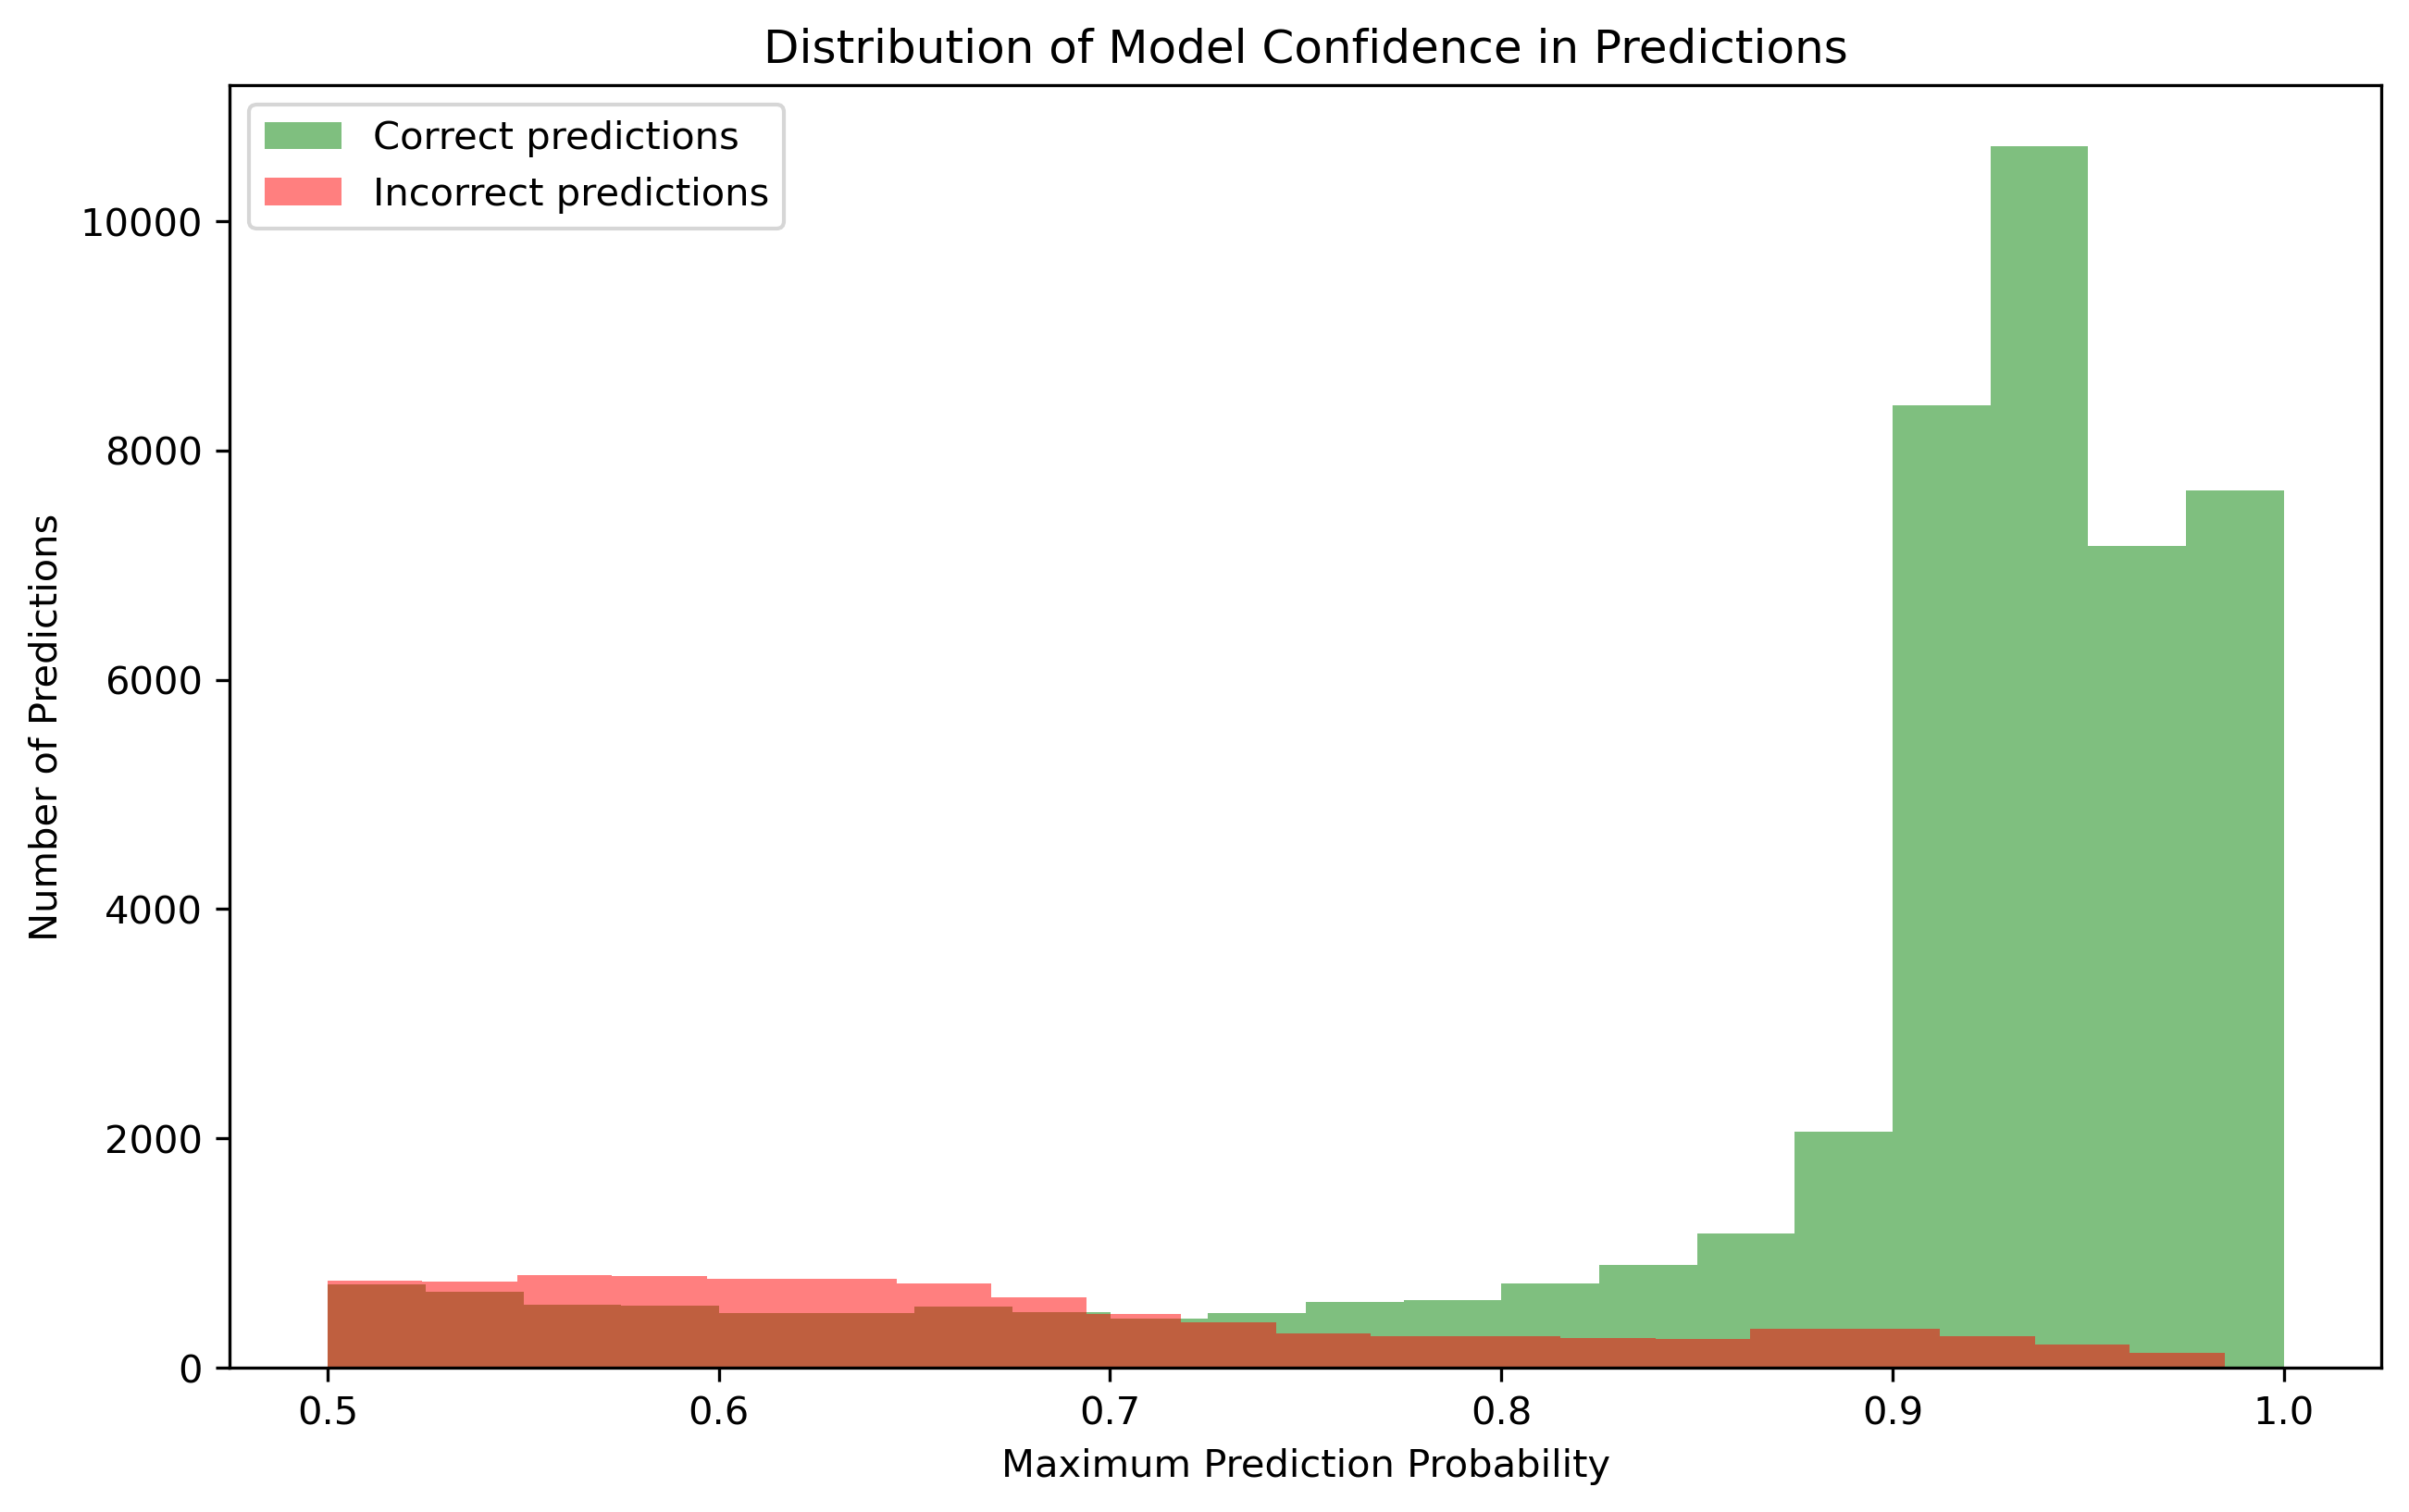 Distribution of Model Confidence in Predictions
Correct predictions
Incorrect predictions
10000
8000
6000
4000
2000
0
Number of Predictions
0.5 0.6 0.7 0.8 0.9 1.0
Maximum Prediction Probability